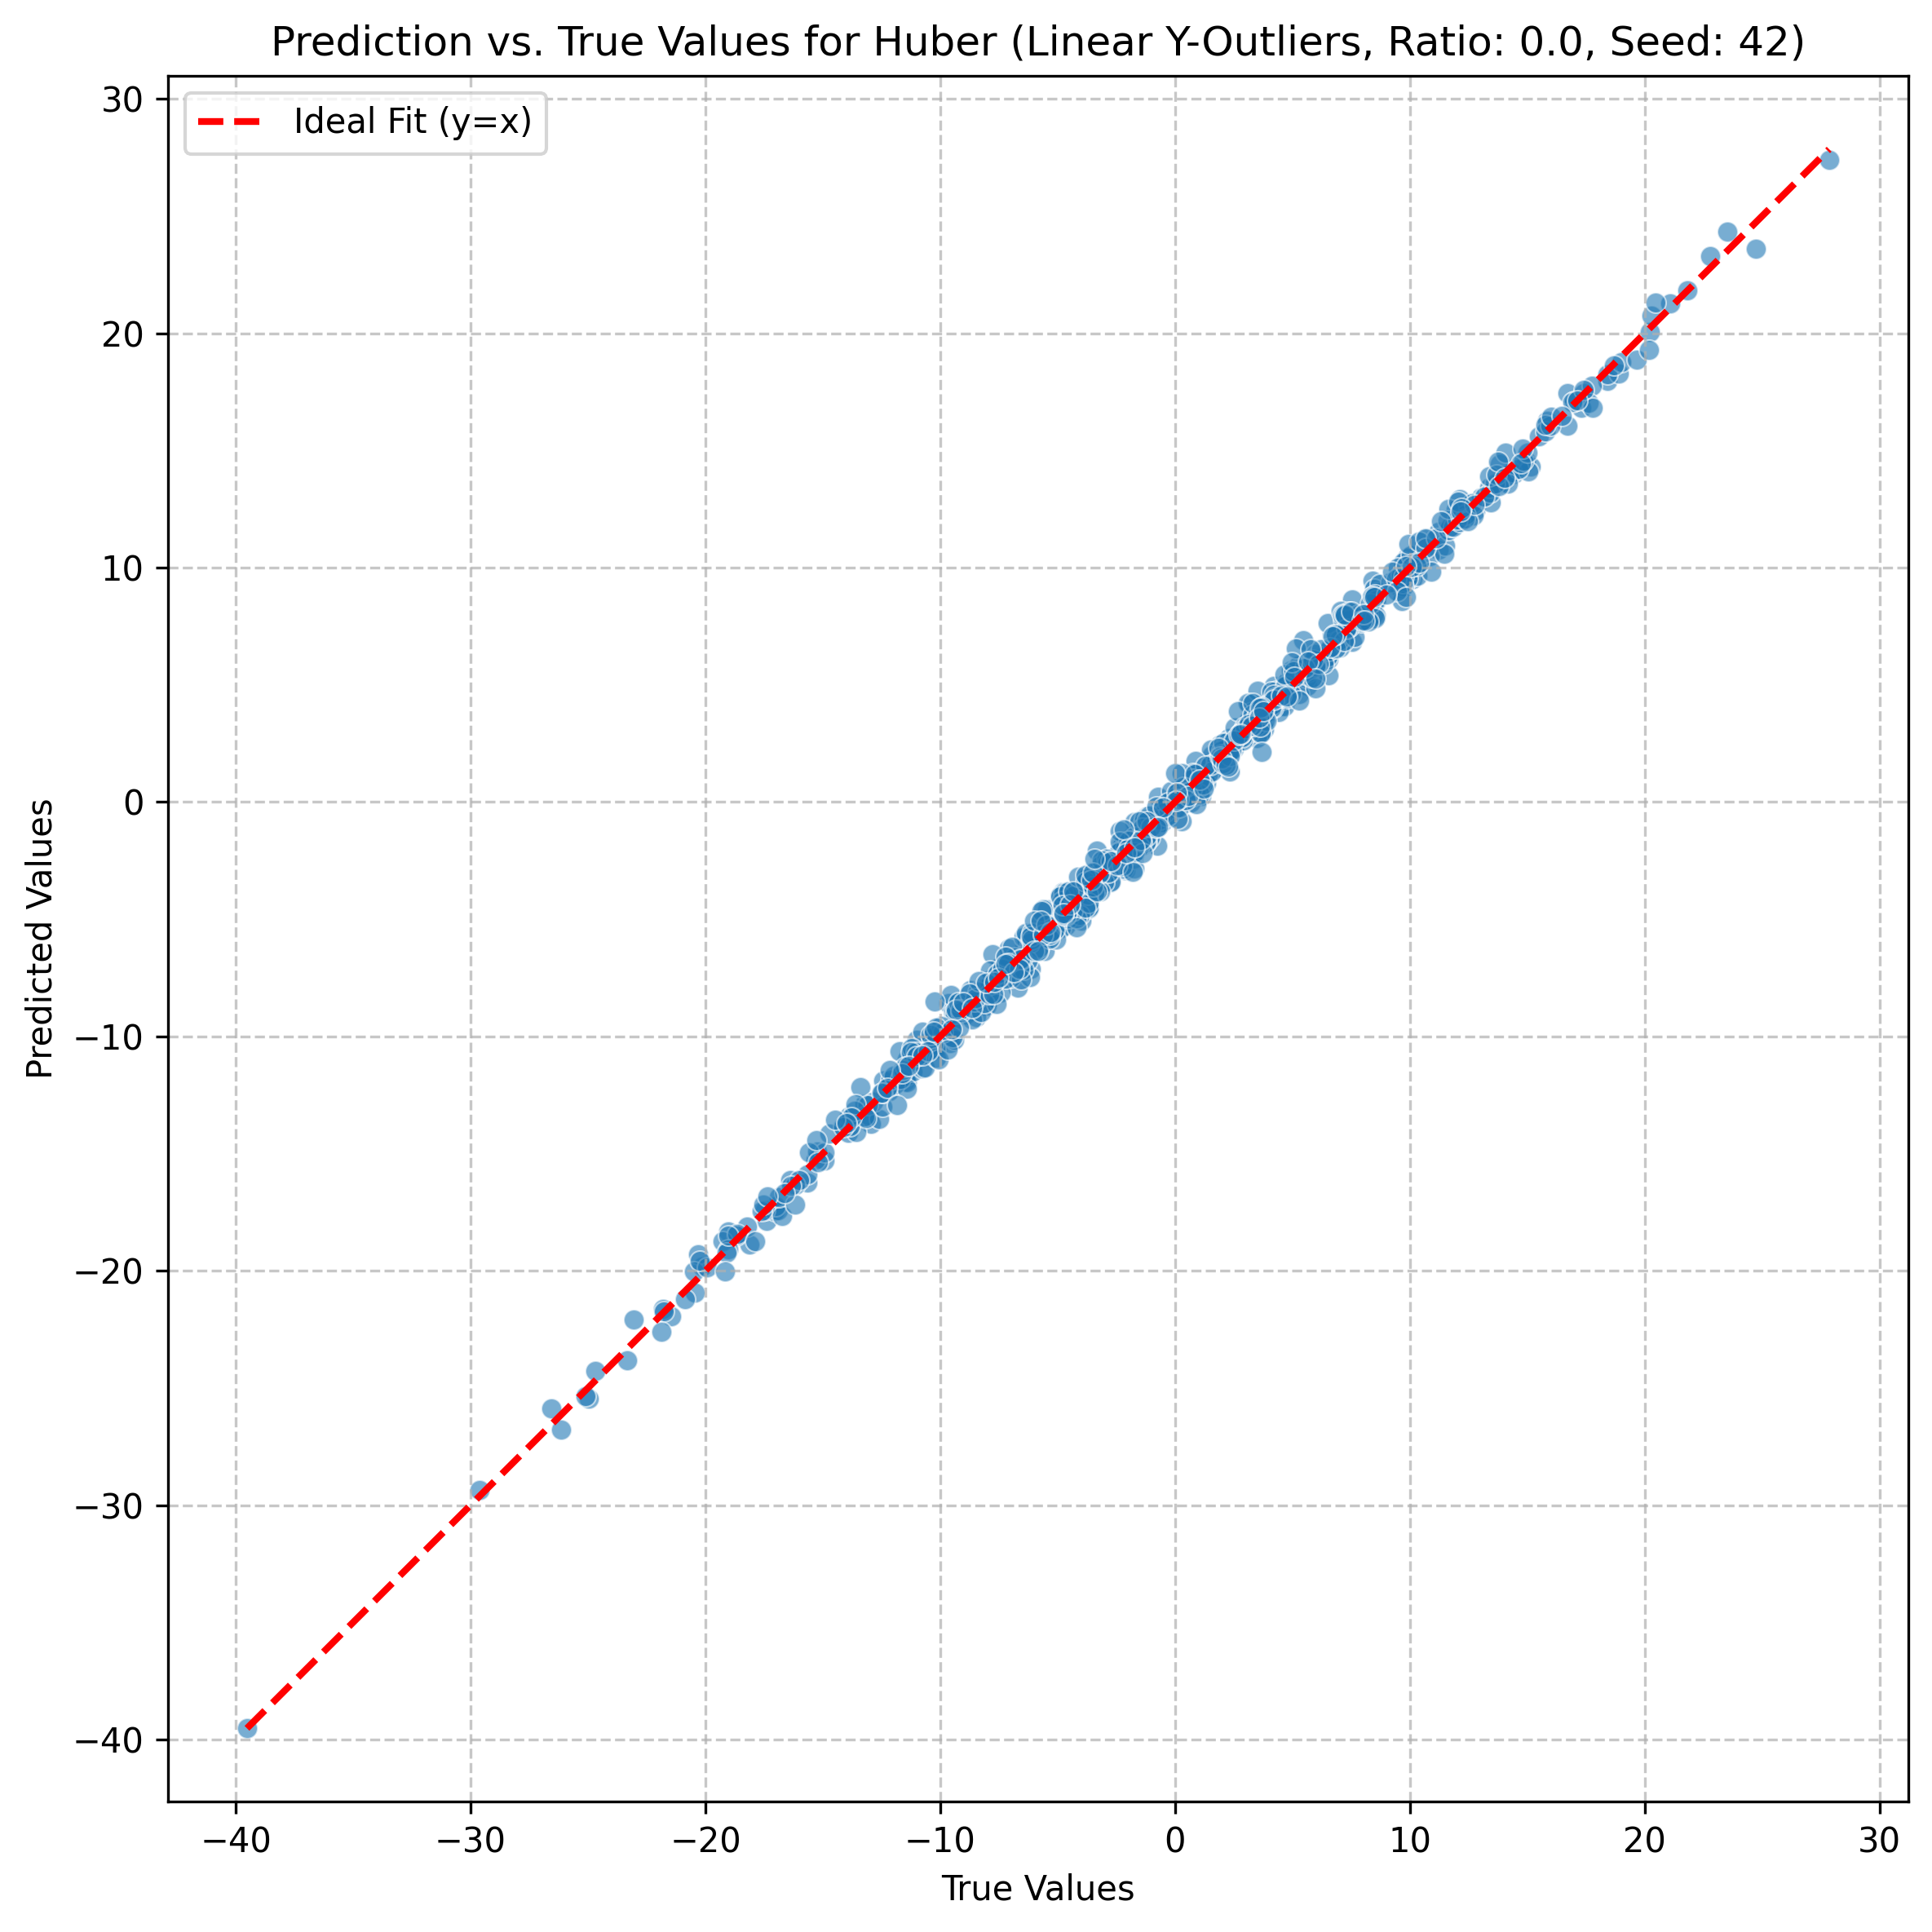 Prediction vs. True Values for Huber (Linear Y-Outliers, Ratio: 0.0, Seed: 42)
Ideal Fit (y=x)
30
20
10
0
−10
−20
−30
−40
Predicted Values
−40 −30 −20 −10 0 10 20 30
True Values